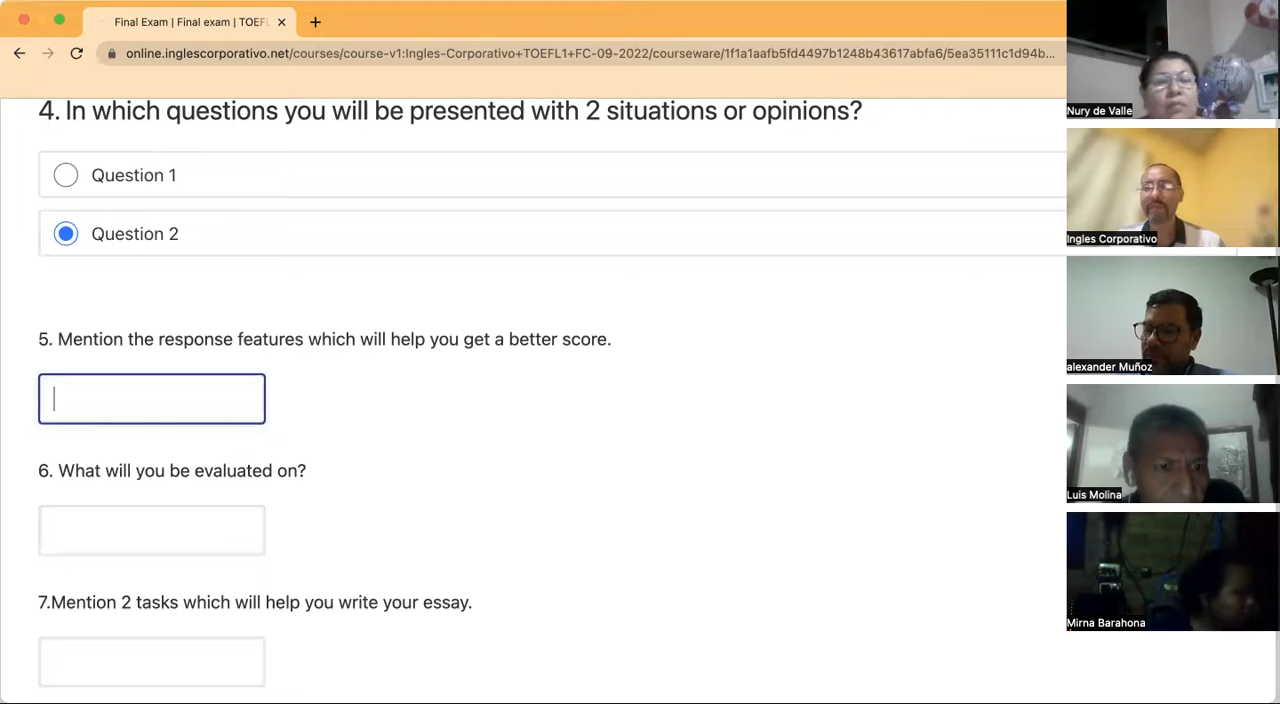 Final Exam | Final exam | TOEFL
online.inglescorporativo.net/courses/course-v1:Ingles-Corporativo+TOEFL1+FC-09-2022/courseware/1f1a1aafb5fd4497b1248b43617abfa6/5ea35111c1d94b...
4. In which questions you will be presented with 2 situations or opinions?
Question 1
Question 2
5. Mention the response features which will help you get a better score.
6. What will you be evaluated on?
7.Mention 2 tasks which will help you write your essay.
Nury de Valle
Ingles Corporativo
alexander Muñoz
Luis Molina
Mirna Barahona